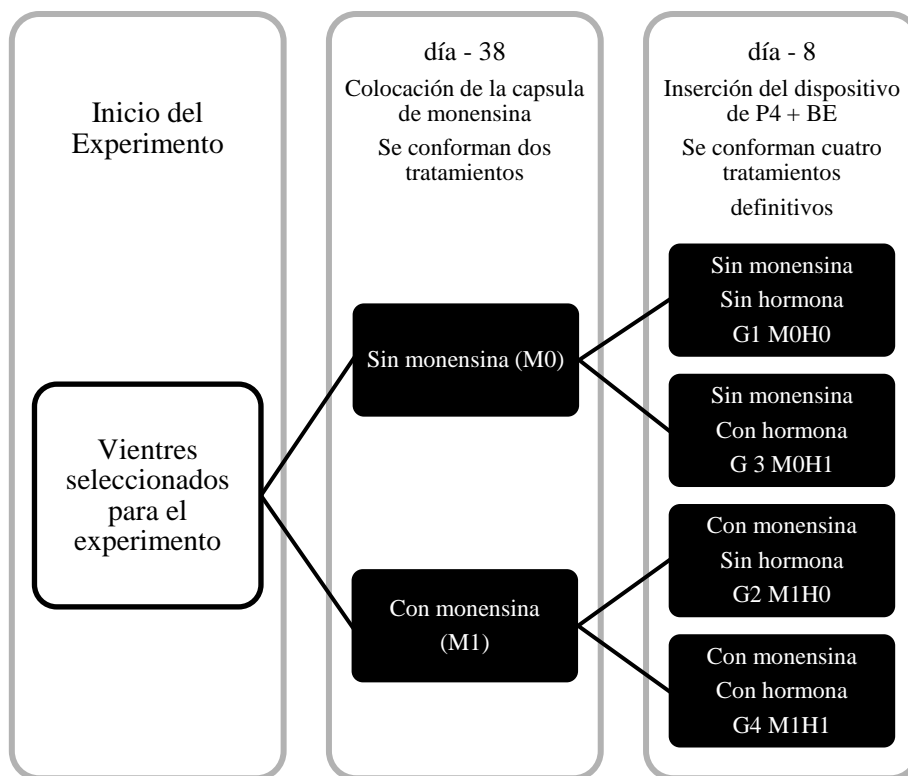 Inicio del
Experimento
Vientres
seleccionados
para el
experimento
día - 38
Colocación de la capsula
de monensina
Se conforman dos
tratamientos
Sin monensina (M0)
Con monensina
(M1)
día - 8
Inserción del dispositivo
de P4 + BE
Se conforman cuatro
tratamientos
definitivos
Sin monensina
Sin hormona
G1 M0H0
Sin monensina
Con hormona
G 3 M0H1
Con monensina
Sin hormona
G2 M1H0
Con monensina
Con hormona
G4 M1H1